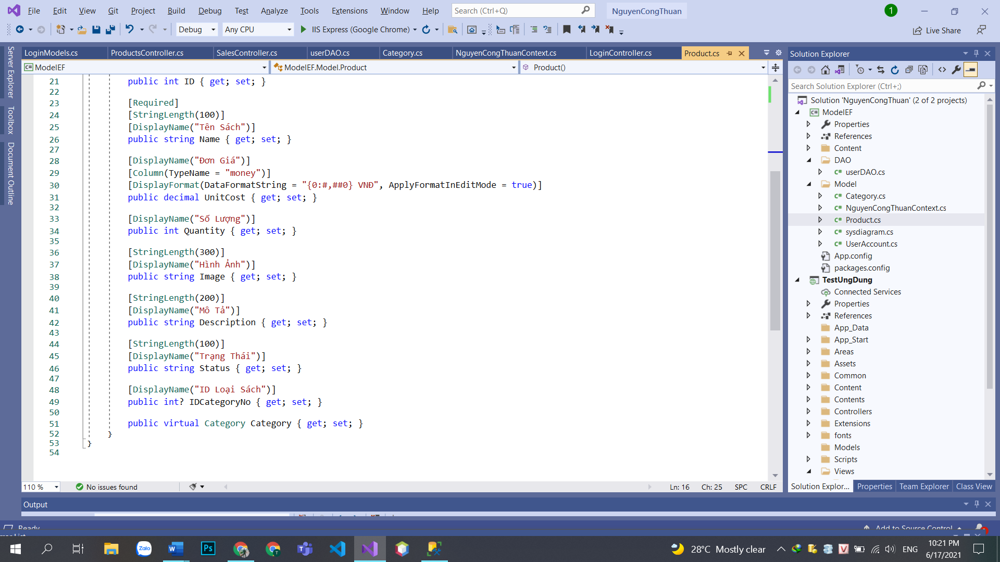 File Edit View Git Project Build Debug Test Analyze Tools Extensions Window Help Search (Ctrl+Q) NguyenCongThuan 1
Debug Any CPU IIS Express (Google Chrome) Live Share
Server Explorer
Toolbox
Document Outline
LoginModels.cs ProductsController.cs SalesController.cs userDAO.cs Category.cs NguyenCongThuanContext.cs LoginController.cs Product.cs
ModelEF ModelEF.Model.Product Product()
21 public int ID { get; set; }
22
23 [Required]
24 [StringLength(100)]
25 [DisplayName("Tên Sách")]
26 public string Name { get; set; }
27
28 [DisplayName("Đơn Giá")]
29 [Column(TypeName = "money")]
30 [DisplayFormat(DataFormatString = "{0:#,##0} VNĐ", ApplyFormatInEditMode = true)]
31 public decimal UnitCost { get; set; }
32
33 [DisplayName("Số Lượng")]
34 public int Quantity { get; set; }
35
36 [StringLength(300)]
37 [DisplayName("Hình Ảnh")]
38 public string Image { get; set; }
39
40 [StringLength(200)]
41 [DisplayName("Mô Tả")]
42 public string Description { get; set; }
43
44 [StringLength(100)]
45 [DisplayName("Trạng Thái")]
46 public string Status { get; set; }
47
48 [DisplayName("ID Loại Sách")]
49 public int? IDCategoryNo { get; set; }
50
51 public virtual Category Category { get; set; }
52 }
53 }
54
110 % No issues found Ln: 16 Ch: 25 SPC CRLF
Solution Explorer
Search Solution Explorer (Ctrl+;)
Solution 'NguyenCongThuan' (2 of 2 projects)
C# ModelEF
Properties
References
Content
DAO
C# userDAO.cs
Model
C# Category.cs
C# NguyenCongThuanContext.cs
C# Product.cs
C# sysdiagram.cs
C# UserAccount.cs
App.config
packages.config
TestUngDung
Connected Services
Properties
References
App_Data
App_Start
Areas
Assets
Common
Content
Contents
Controllers
Extensions
fonts
Models
Scripts
Views
Solution Explor... Properties Team Explorer Class View
Output
Ready Add to Source Control
Zalo W Ps 28°C Mostly clear ENG 10:21 PM
6/17/2021